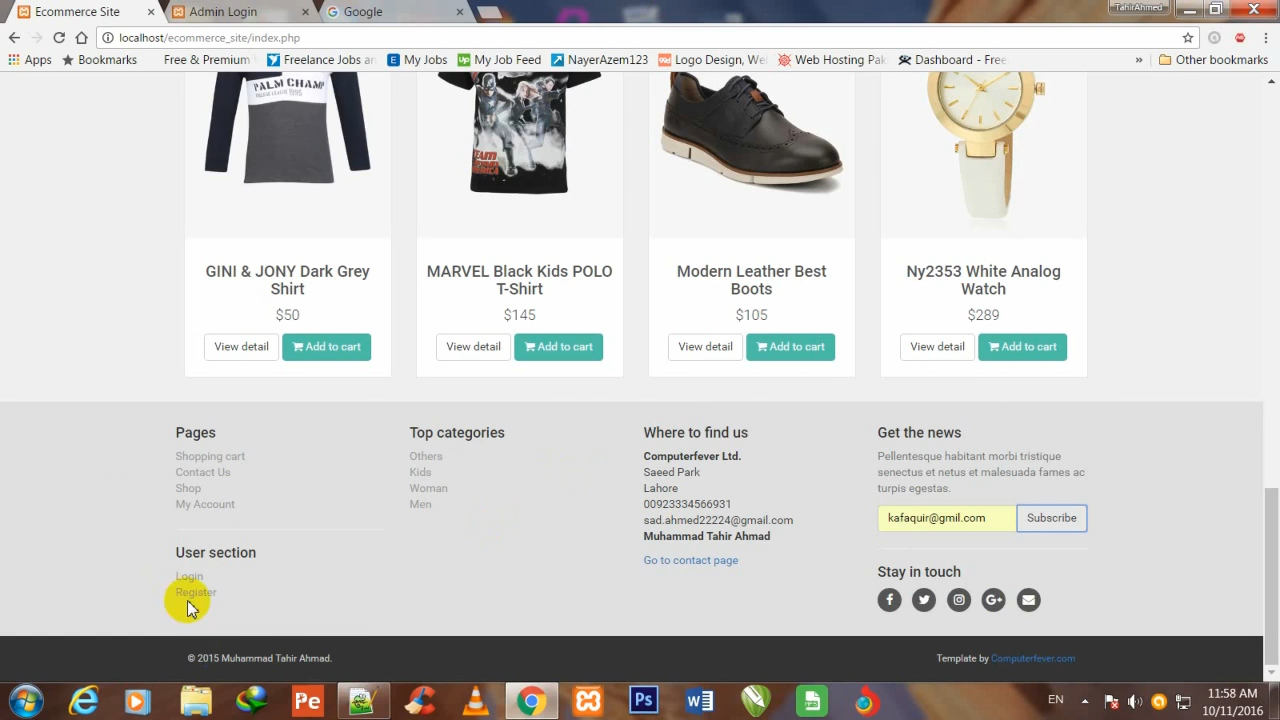 Ecommerce Site
Admin Login
Google
TahirAhmed
localhost/ecommerce_site/index.php
Apps
Bookmarks
Free & Premium
Freelance Jobs an
My Jobs
My Job Feed
NayerAzem123
Logo Design, We
Web Hosting Pak
Dashboard - Free
»
Other bookmarks
PALM CHAMP
GINI & JONY Dark Grey
Shirt
$50
View detail
Add to cart
MARVEL Black Kids POLO
T-Shirt
$145
View detail
Add to cart
Modern Leather Best
Boots
$105
View detail
Add to cart
Ny2353 White Analog
Watch
$289
View detail
Add to cart
Pages
Shopping cart
Contact Us
Shop
My Account
User section
Login
Register
Top categories
Others
Kids
Woman
Men
Where to find us
Computerfever Ltd.
Saeed Park
Lahore
00923334566931
sad.ahmed22224@gmail.com
Muhammad Tahir Ahmad
Go to contact page
Get the news
Pellentesque habitant morbi tristique
senectus et netus et malesuada fames ac
turpis egestas.
kafaquir@gmil.com
Subscribe
Stay in touch
© 2015 Muhammad Tahir Ahmad.
Template by Computerfever.com
EN
11:58 AM
10/11/2016